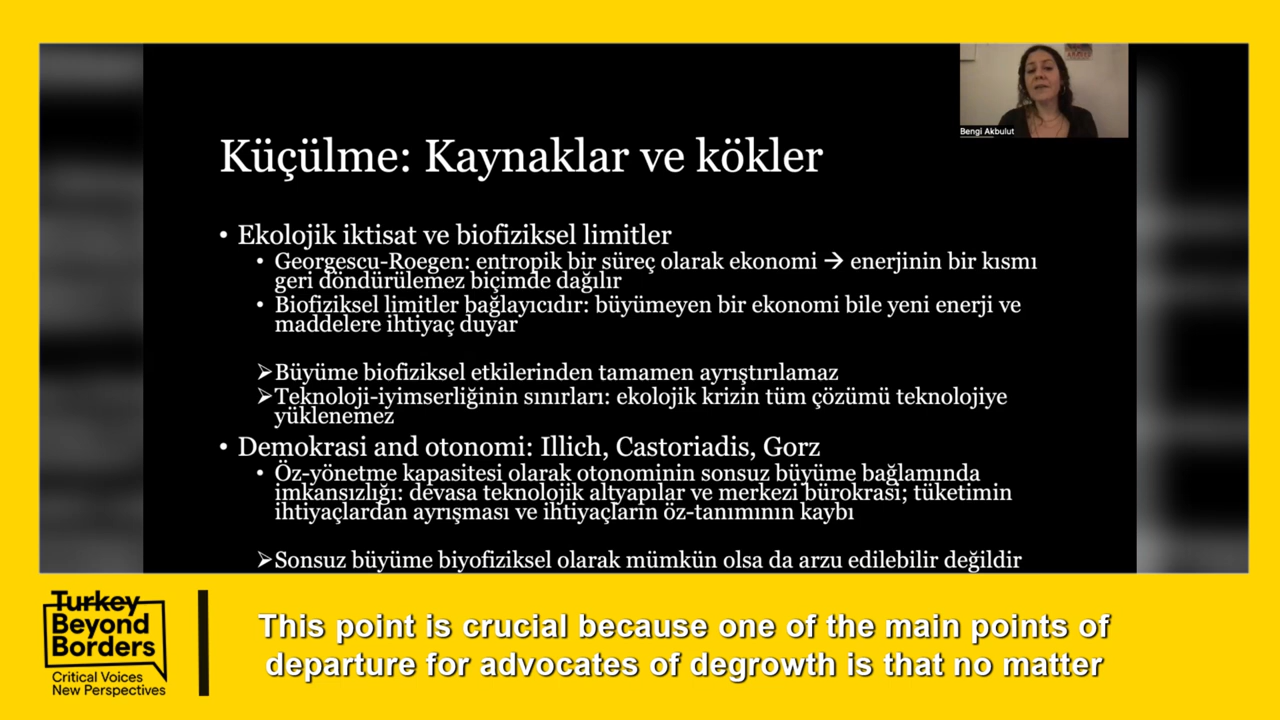 Bengi Akbulut
Küçülme: Kaynaklar ve kökler
• Ekolojik iktisat ve biofiziksel limitler
• Georgescu-Roegen: entropik bir süreç olarak ekonomi → enerjinin bir kısmı
geri döndürülemez biçimde dağılır
• Biofiziksel limitler bağlayıcıdır: büyümeyen bir ekonomi bile yeni enerji ve
maddelere ihtiyaç duyar
➢Büyüme biofiziksel etkilerinden tamamen ayrıştırılamaz
➢Teknoloji-iyimserliğinin sınırları: ekolojik krizin tüm çözümü teknolojiye
yüklenemez
• Demokrasi and otonomi: Illich, Castoriadis, Gorz
• Öz-yönetme kapasitesi olarak otonominin sonsuz büyüme bağlamında
imkansızlığı: devasa teknolojik altyapılar ve merkezi bürokrasi; tüketimin
ihtiyaçlardan ayrışması ve ihtiyaçların öz-tanımının kaybı
➢Sonsuz büyüme biyofiziksel olarak mümkün olsa da arzu edilebilir değildir
Turkey
Beyond
Borders
Critical Voices
New Perspectives
This point is crucial because one of the main points of
departure for advocates of degrowth is that no matter